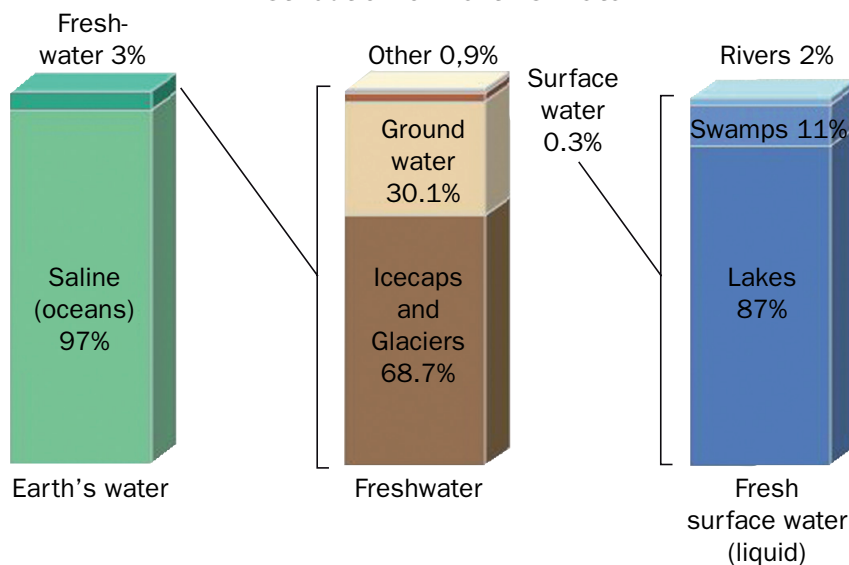 Fresh-
water 3%
Saline
(oceans)
97%
Earth's water
Other 0,9%
Ground
water
30.1%
Icecaps
and
Glaciers
68.7%
Freshwater
Surface
water
0.3%
Rivers 2%
Swamps 11%
Lakes
87%
Fresh
surface water
(liquid)